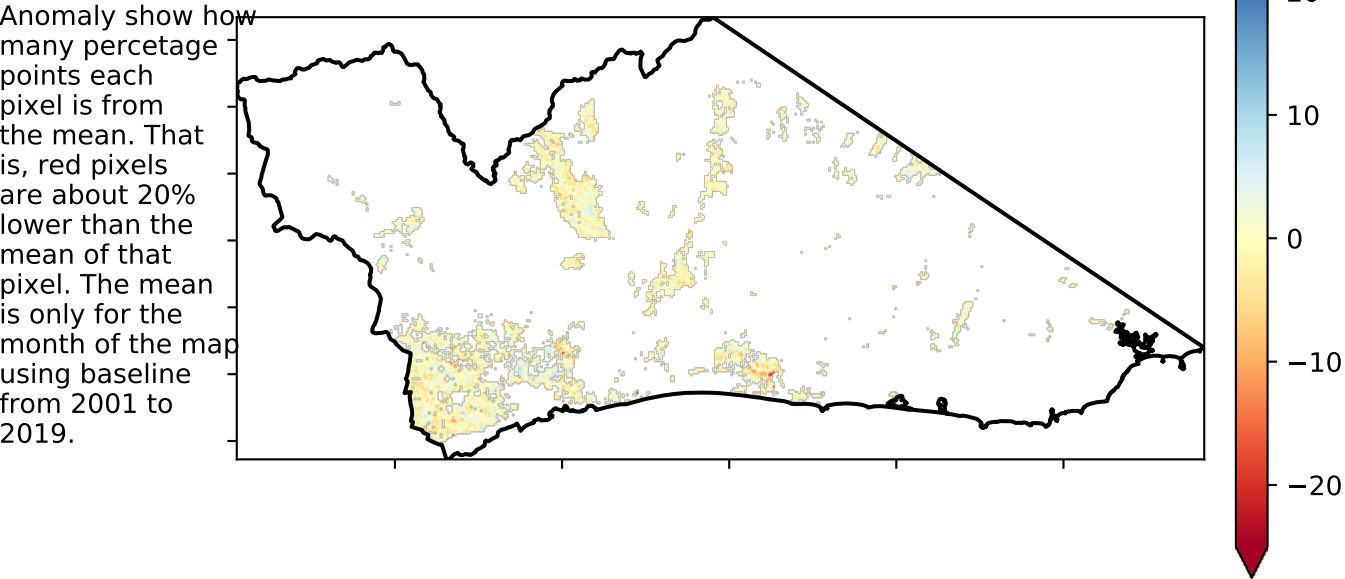 Anomaly show how
many percetage
points each
pixel is from
the mean. That
is, red pixels
are about 20%
lower than the
mean of that
pixel. The mean
is only for the
month of the map
using baseline
from 2001 to
2019.
10
0
−10
−20